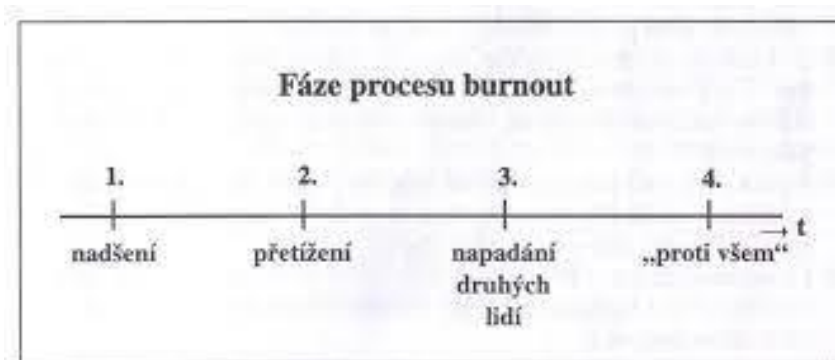 Fáze procesu burnout
1. 2. 3. 4.
t
nadšení přetížení napadání „proti všem“
druhých
lidí